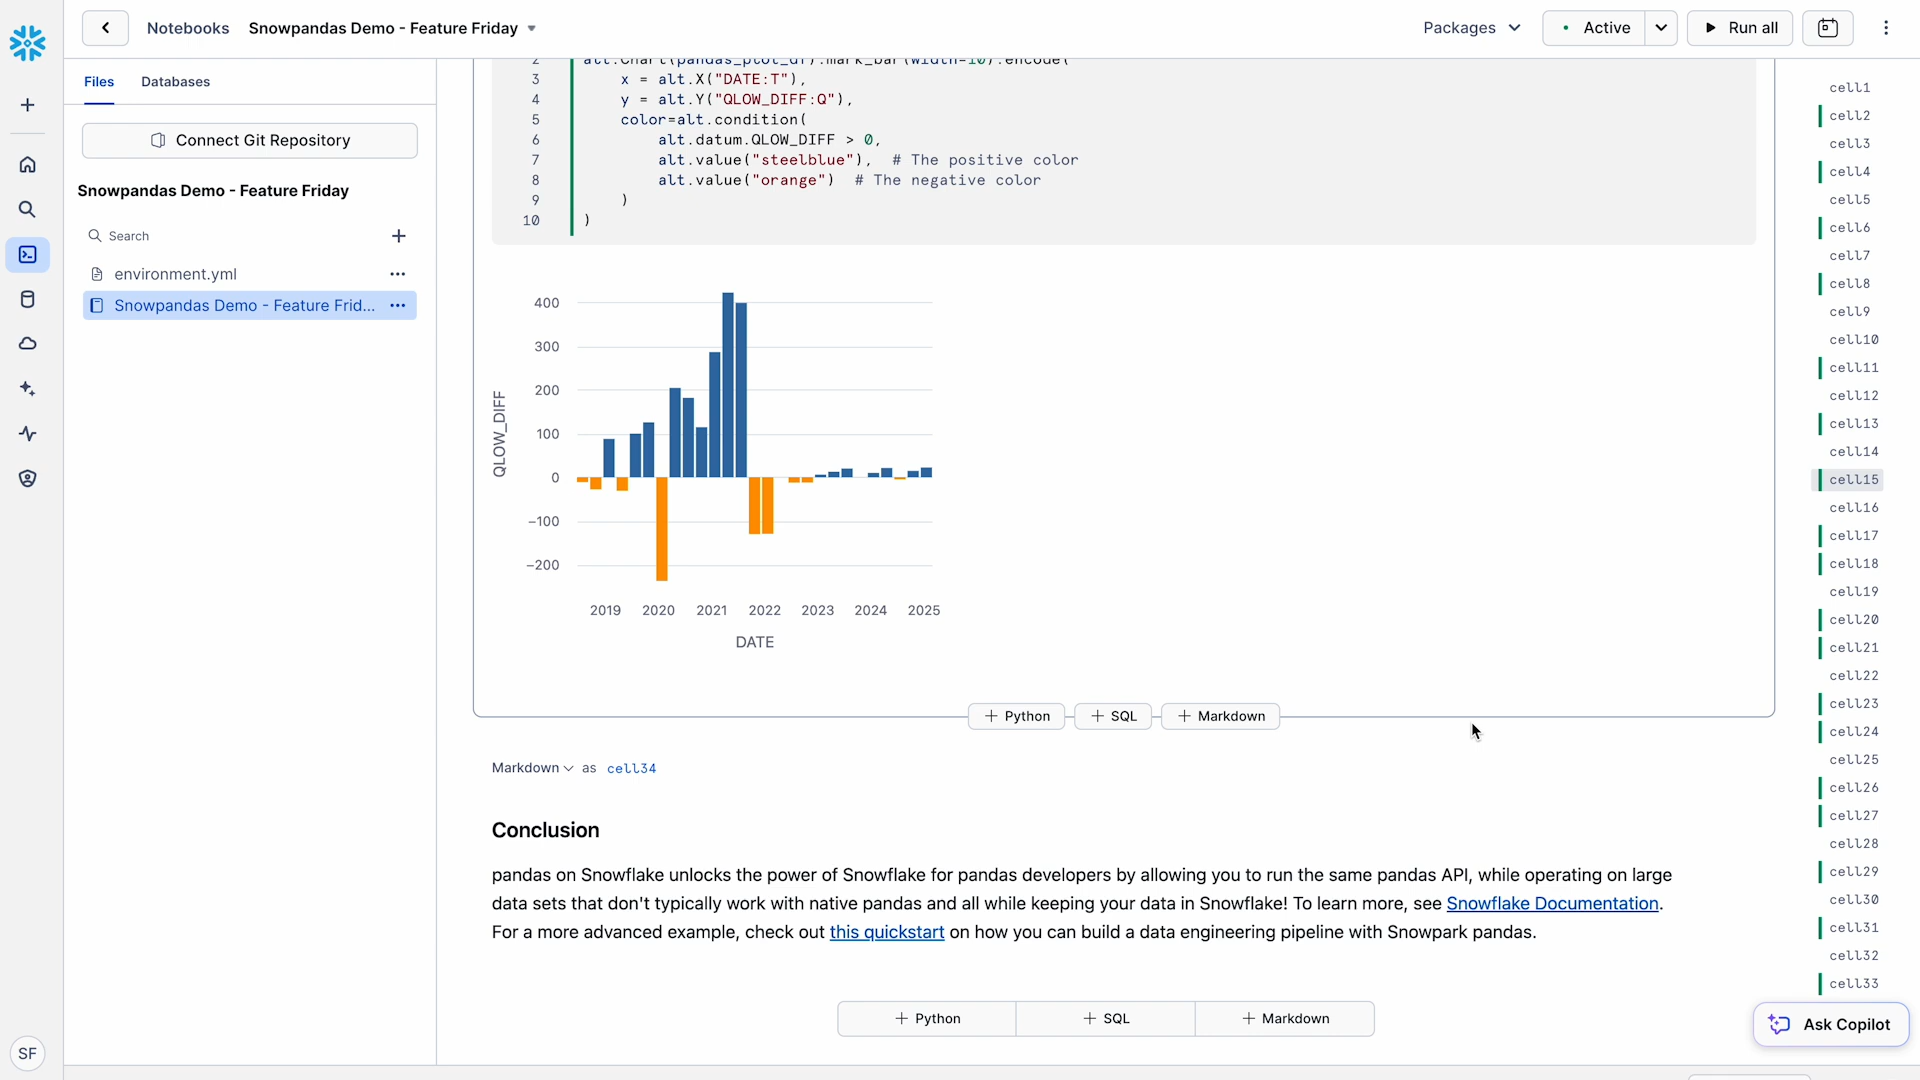 Notebooks
Snowpandas Demo - Feature Friday
Packages
Active
Run all
Files
Databases
Connect Git Repository
Snowpandas Demo - Feature Friday
Search
environment.yml
Snowpandas Demo - Feature Frid...
2 alt.Chart(pandas_plot_df).mark_bar(width=10).encode(
3 x = alt.X("DATE:T"),
4 y = alt.Y("QLOW_DIFF:Q"),
5 color=alt.condition(
6 alt.datum.QLOW_DIFF > 0,
7 alt.value("steelblue"), # The positive color
8 alt.value("orange") # The negative color
9 )
10 )
400
300
200
100
0
−100
−200
QLOW_DIFF
2019 2020 2021 2022 2023 2024 2025
DATE
+ Python
+ SQL
+ Markdown
Markdown as cell34
Conclusion
pandas on Snowflake unlocks the power of Snowflake for pandas developers by allowing you to run the same pandas API, while operating on large
data sets that don't typically work with native pandas and all while keeping your data in Snowflake! To learn more, see Snowflake Documentation.
For a more advanced example, check out this quickstart on how you can build a data engineering pipeline with Snowpark pandas.
+ Python
+ SQL
+ Markdown
cell1
cell2
cell3
cell4
cell5
cell6
cell7
cell8
cell9
cell10
cell11
cell12
cell13
cell14
cell15
cell16
cell17
cell18
cell19
cell20
cell21
cell22
cell23
cell24
cell25
cell26
cell27
cell28
cell29
cell30
cell31
cell32
cell33
Ask Copilot
SF